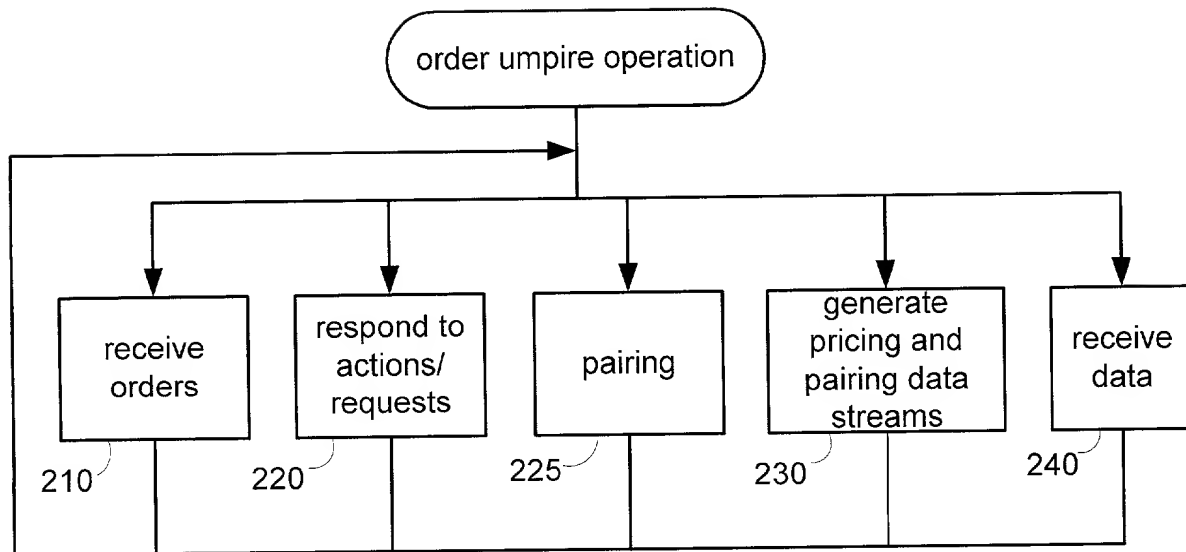 order umpire operation
receive
orders
respond to
actions/
requests
pairing
generate
pricing and
pairing data
streams
receive
data
210
220
225
230
240